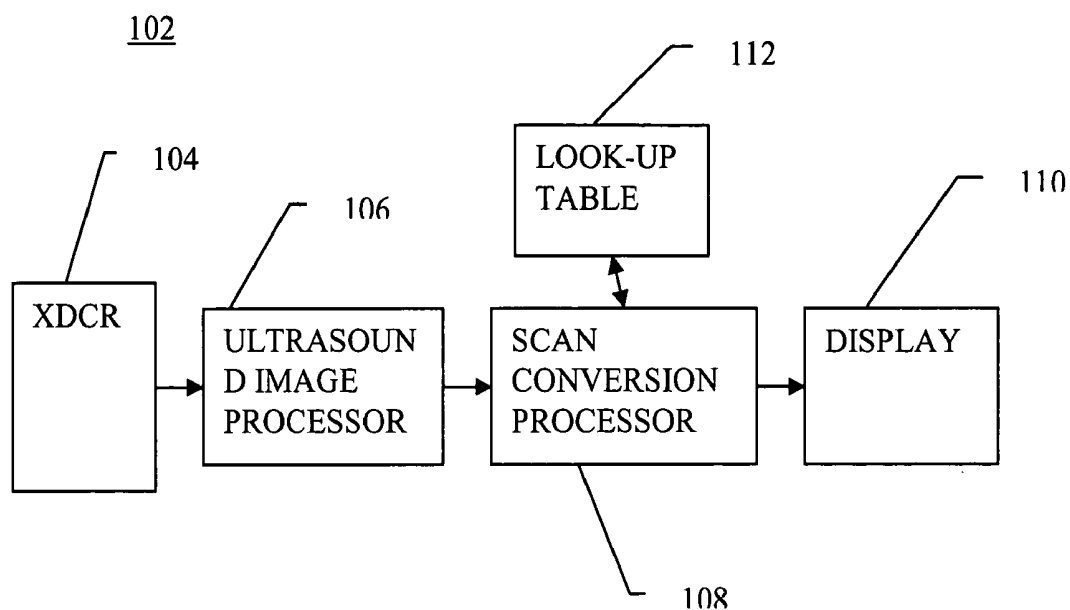 102
112
LOOK-UP
TABLE
104
110
106
XDCR
ULTRASOUN
D IMAGE
PROCESSOR
SCAN
CONVERSION
PROCESSOR
DISPLAY
108